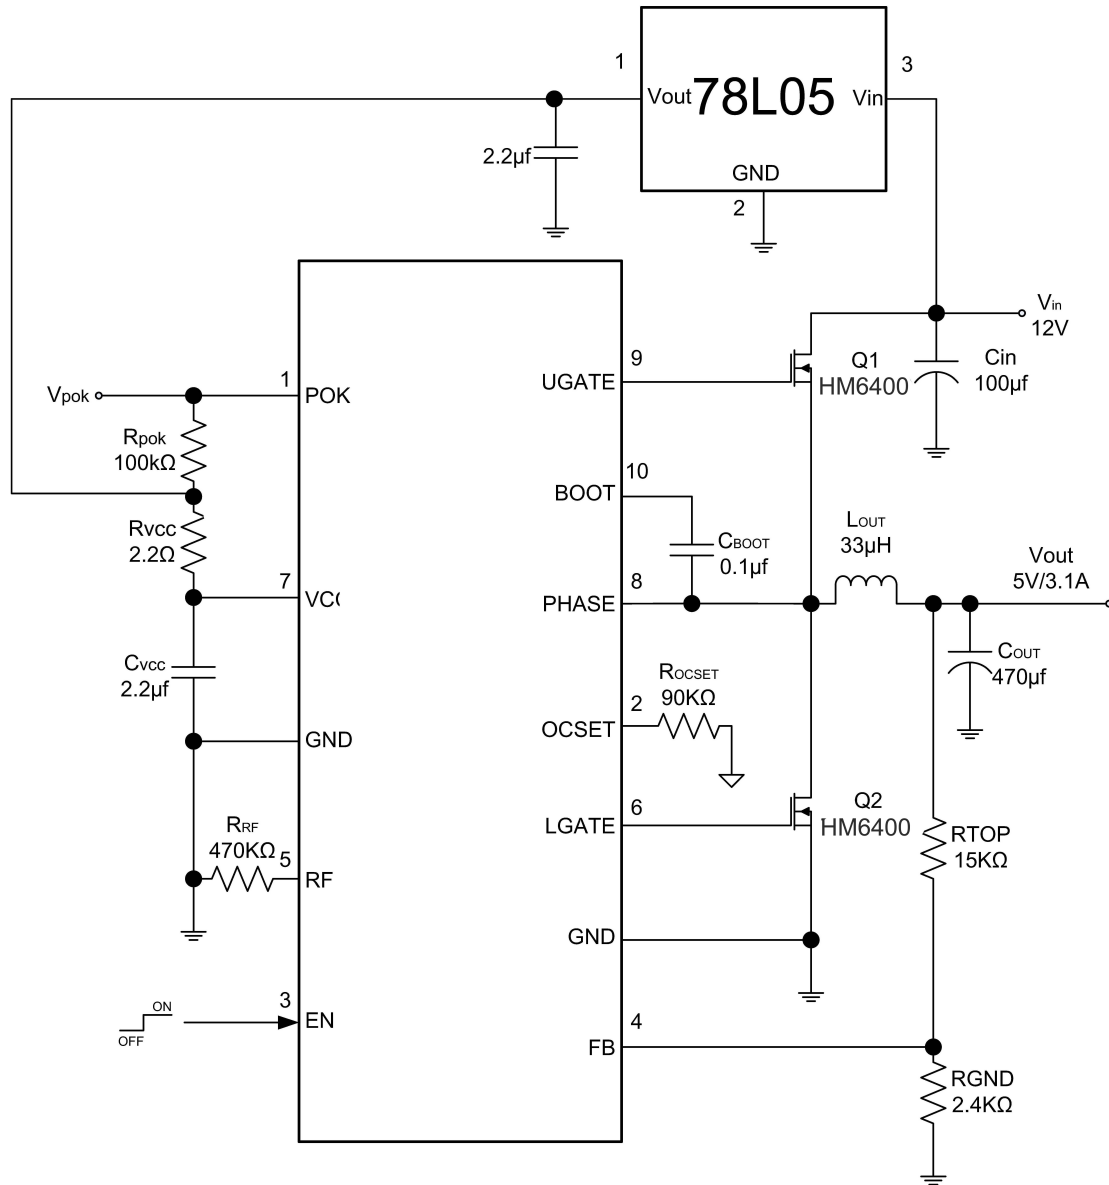 1
3
Vout 78L05 Vin
GND
2
2.2µf
Vin
12V
Cin
100µf
9
UGATE
Q1
HM6400
Vpok
1
POK
Rpok
100kΩ
10
BOOT
CBOOT
0.1µf
LOUT
33µH
Vout
5V/3.1A
Rvcc
2.2Ω
7
VC
8
PHASE
Cvcc
2.2µf
ROCSET
90KΩ
2
OCSET
COUT
470µf
GND
6
LGATE
Q2
HM6400
RRF
470KΩ
5
RF
RTOP
15KΩ
GND
3
EN
ON
OFF
4
FB
RGND
2.4KΩ